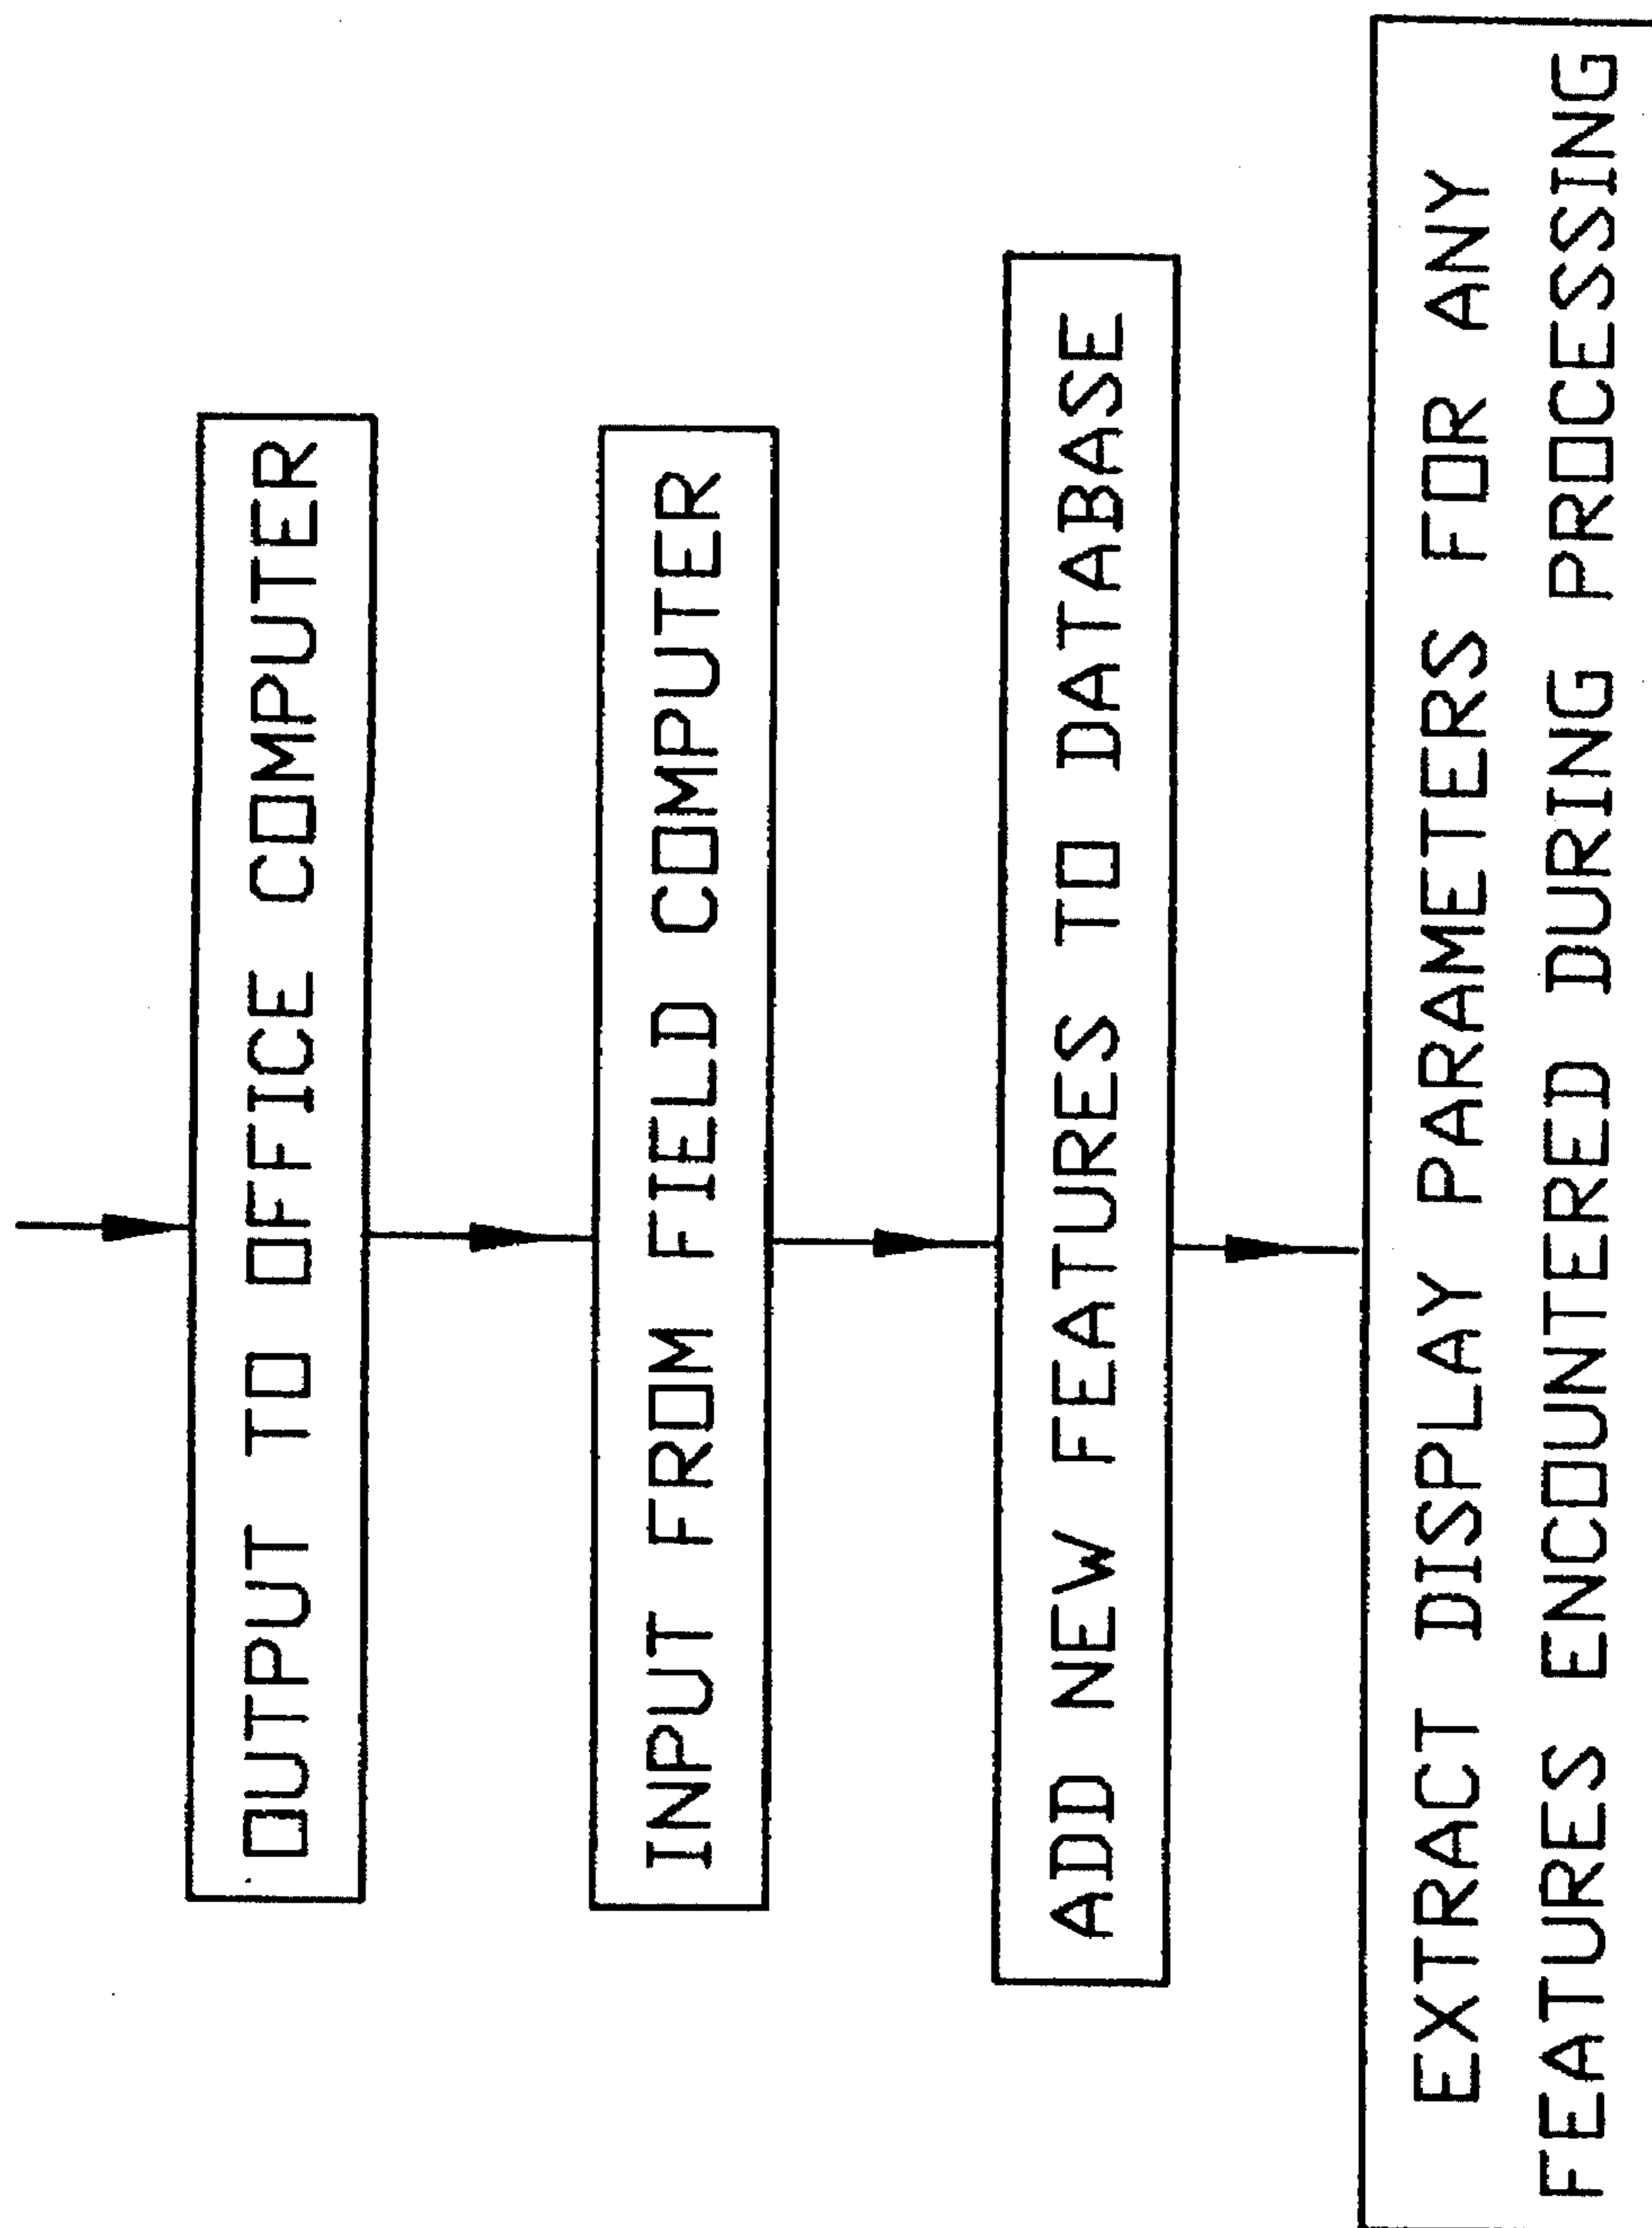 OUTPUT TO OFFICE COMPUTER
INPUT FROM FIELD COMPUTER
ADD NEW FEATURES TO DATABASE
EXTRACT DISPLAY PARAMETERS FOR ANY
FEATURES ENCOUNTERED DURING PROCESSING